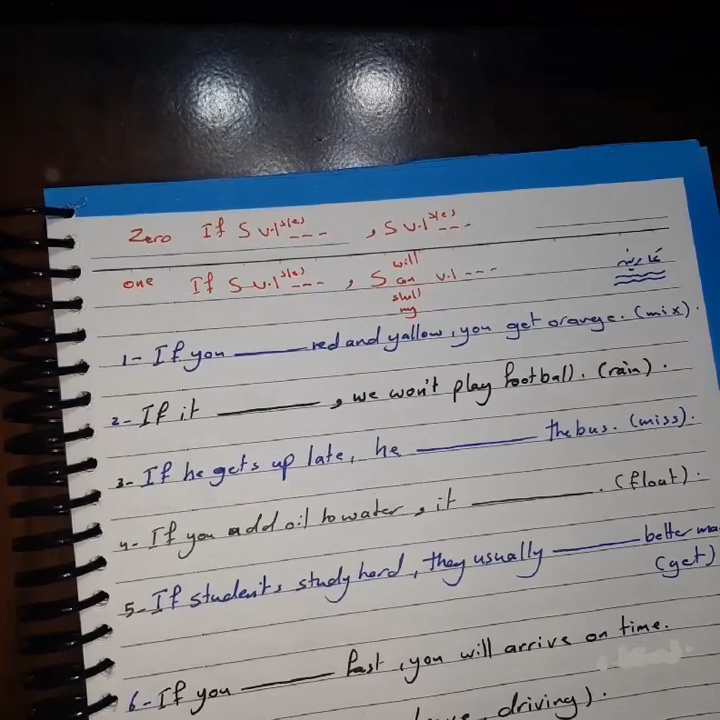 Zero If S v.1 s(es) --- , S v.1 s(es) ---
one If S v.1 s(es) --- , S will can shall my v.1 ---
1- If you ______ red and yallow, you get orange. (mix).
2- If it ______, we won't play football. (rain).
3- If he gets up late, he ______ the bus. (miss).
4- If you add oil to water, it ______. (float).
5- If students study hard, they usually ______ better ma
(get)
6- If you ______ fast, you will arrive on time.
driving).